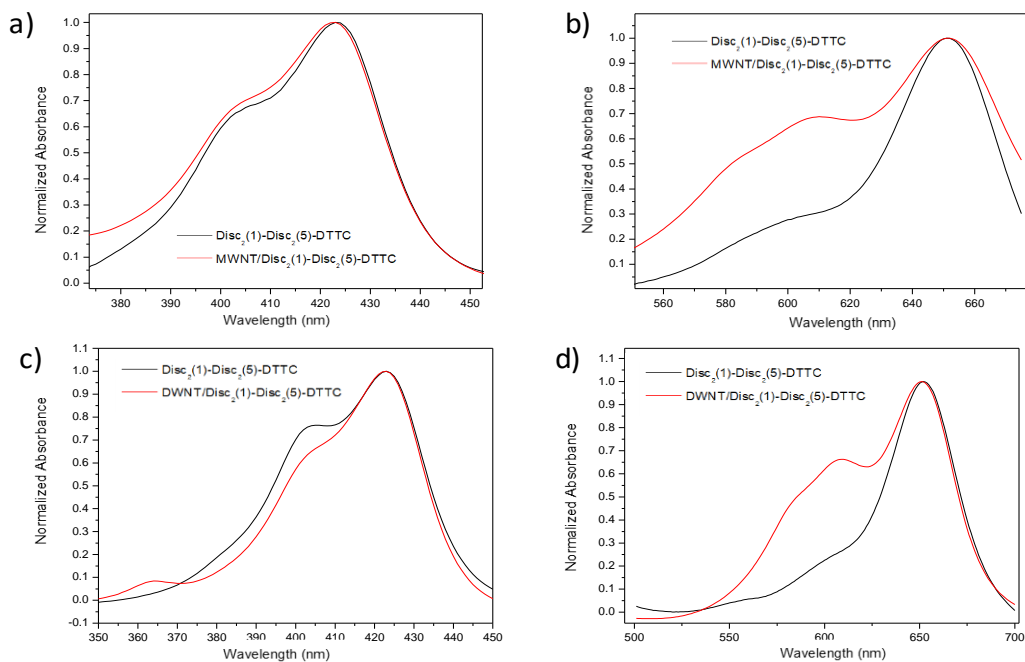 a)
Normalized Absorbance
1.0
0.9
0.8
0.7
0.6
0.5
0.4
0.3
0.2
0.1
0.0
Disc₂(1)-Disc₂(5)-DTTC
MWNT/Disc₂(1)-Disc₂(5)-DTTC
380 390 400 410 420 430 440 450
Wavelength (nm)
b)
Normalized Absorbance
1.0
0.9
0.8
0.7
0.6
0.5
0.4
0.3
0.2
0.1
Disc₂(1)-Disc₂(5)-DTTC
MWNT/Disc₂(1)-Disc₂(5)-DTTC
560 580 600 620 640 660
Wavelength (nm)
c)
Normalized Absorbance
1.1
1.0
0.9
0.8
0.7
0.6
0.5
0.4
0.3
0.2
0.1
0.0
-0.1
Disc₂(1)-Disc₂(5)-DTTC
DWNT/Disc₂(1)-Disc₂(5)-DTTC
350 360 370 380 390 400 410 420 430 440 450
Wavelength (nm)
d)
Normalized Absorbance
1.1
1.0
0.9
0.8
0.7
0.6
0.5
0.4
0.3
0.2
0.1
0.0
Disc₂(1)-Disc₂(5)-DTTC
DWNT/Disc₂(1)-Disc₂(5)-DTTC
500 550 600 650 700
Wavelength (nm)